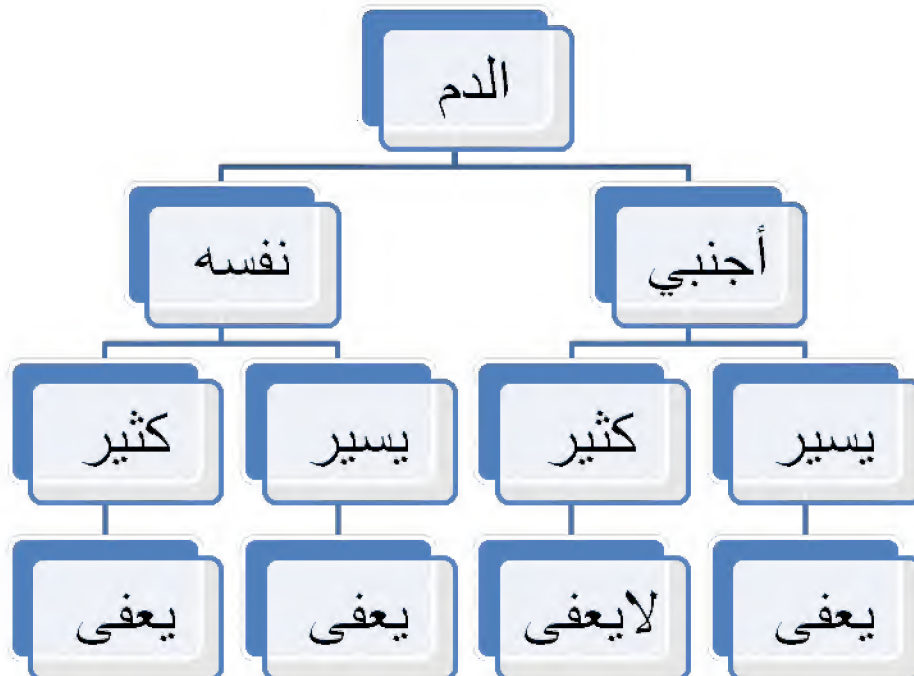 الدم
أجنبي
نفسه
يسير
كثير
يسير
كثير
يعفى
لايعفى
يعفى
يعفى